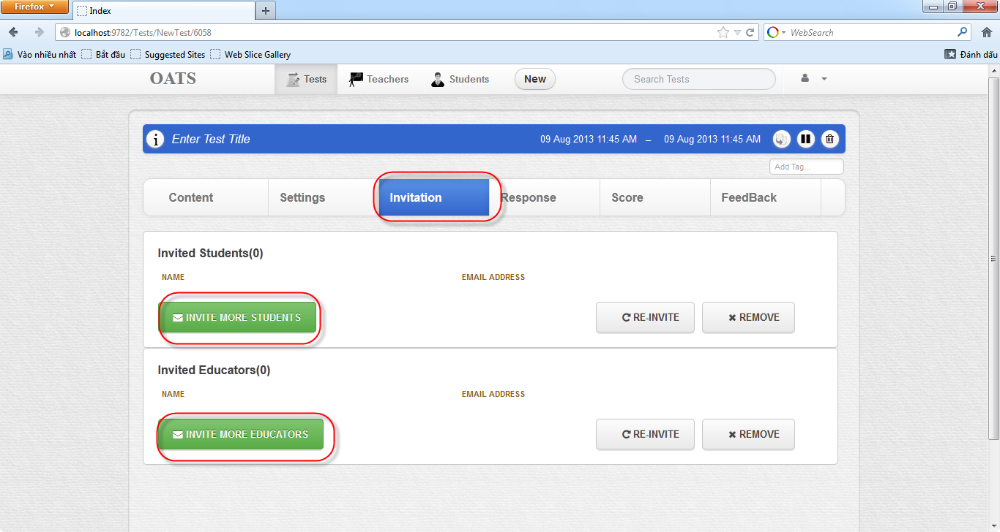 Firefox
Index
localhost:9782/Tests/NewTest/6058
WebSearch
Vào nhiều nhất Bắt đầu Suggested Sites Web Slice Gallery Đánh dấu
OATS Tests Teachers Students New Search Tests
i Enter Test Title 09 Aug 2013 11:45 AM – 09 Aug 2013 11:45 AM
Add Tag...
Content Settings Invitation Response Score FeedBack
Invited Students(0)
NAME EMAIL ADDRESS
INVITE MORE STUDENTS RE-INVITE REMOVE
Invited Educators(0)
NAME EMAIL ADDRESS
INVITE MORE EDUCATORS RE-INVITE REMOVE